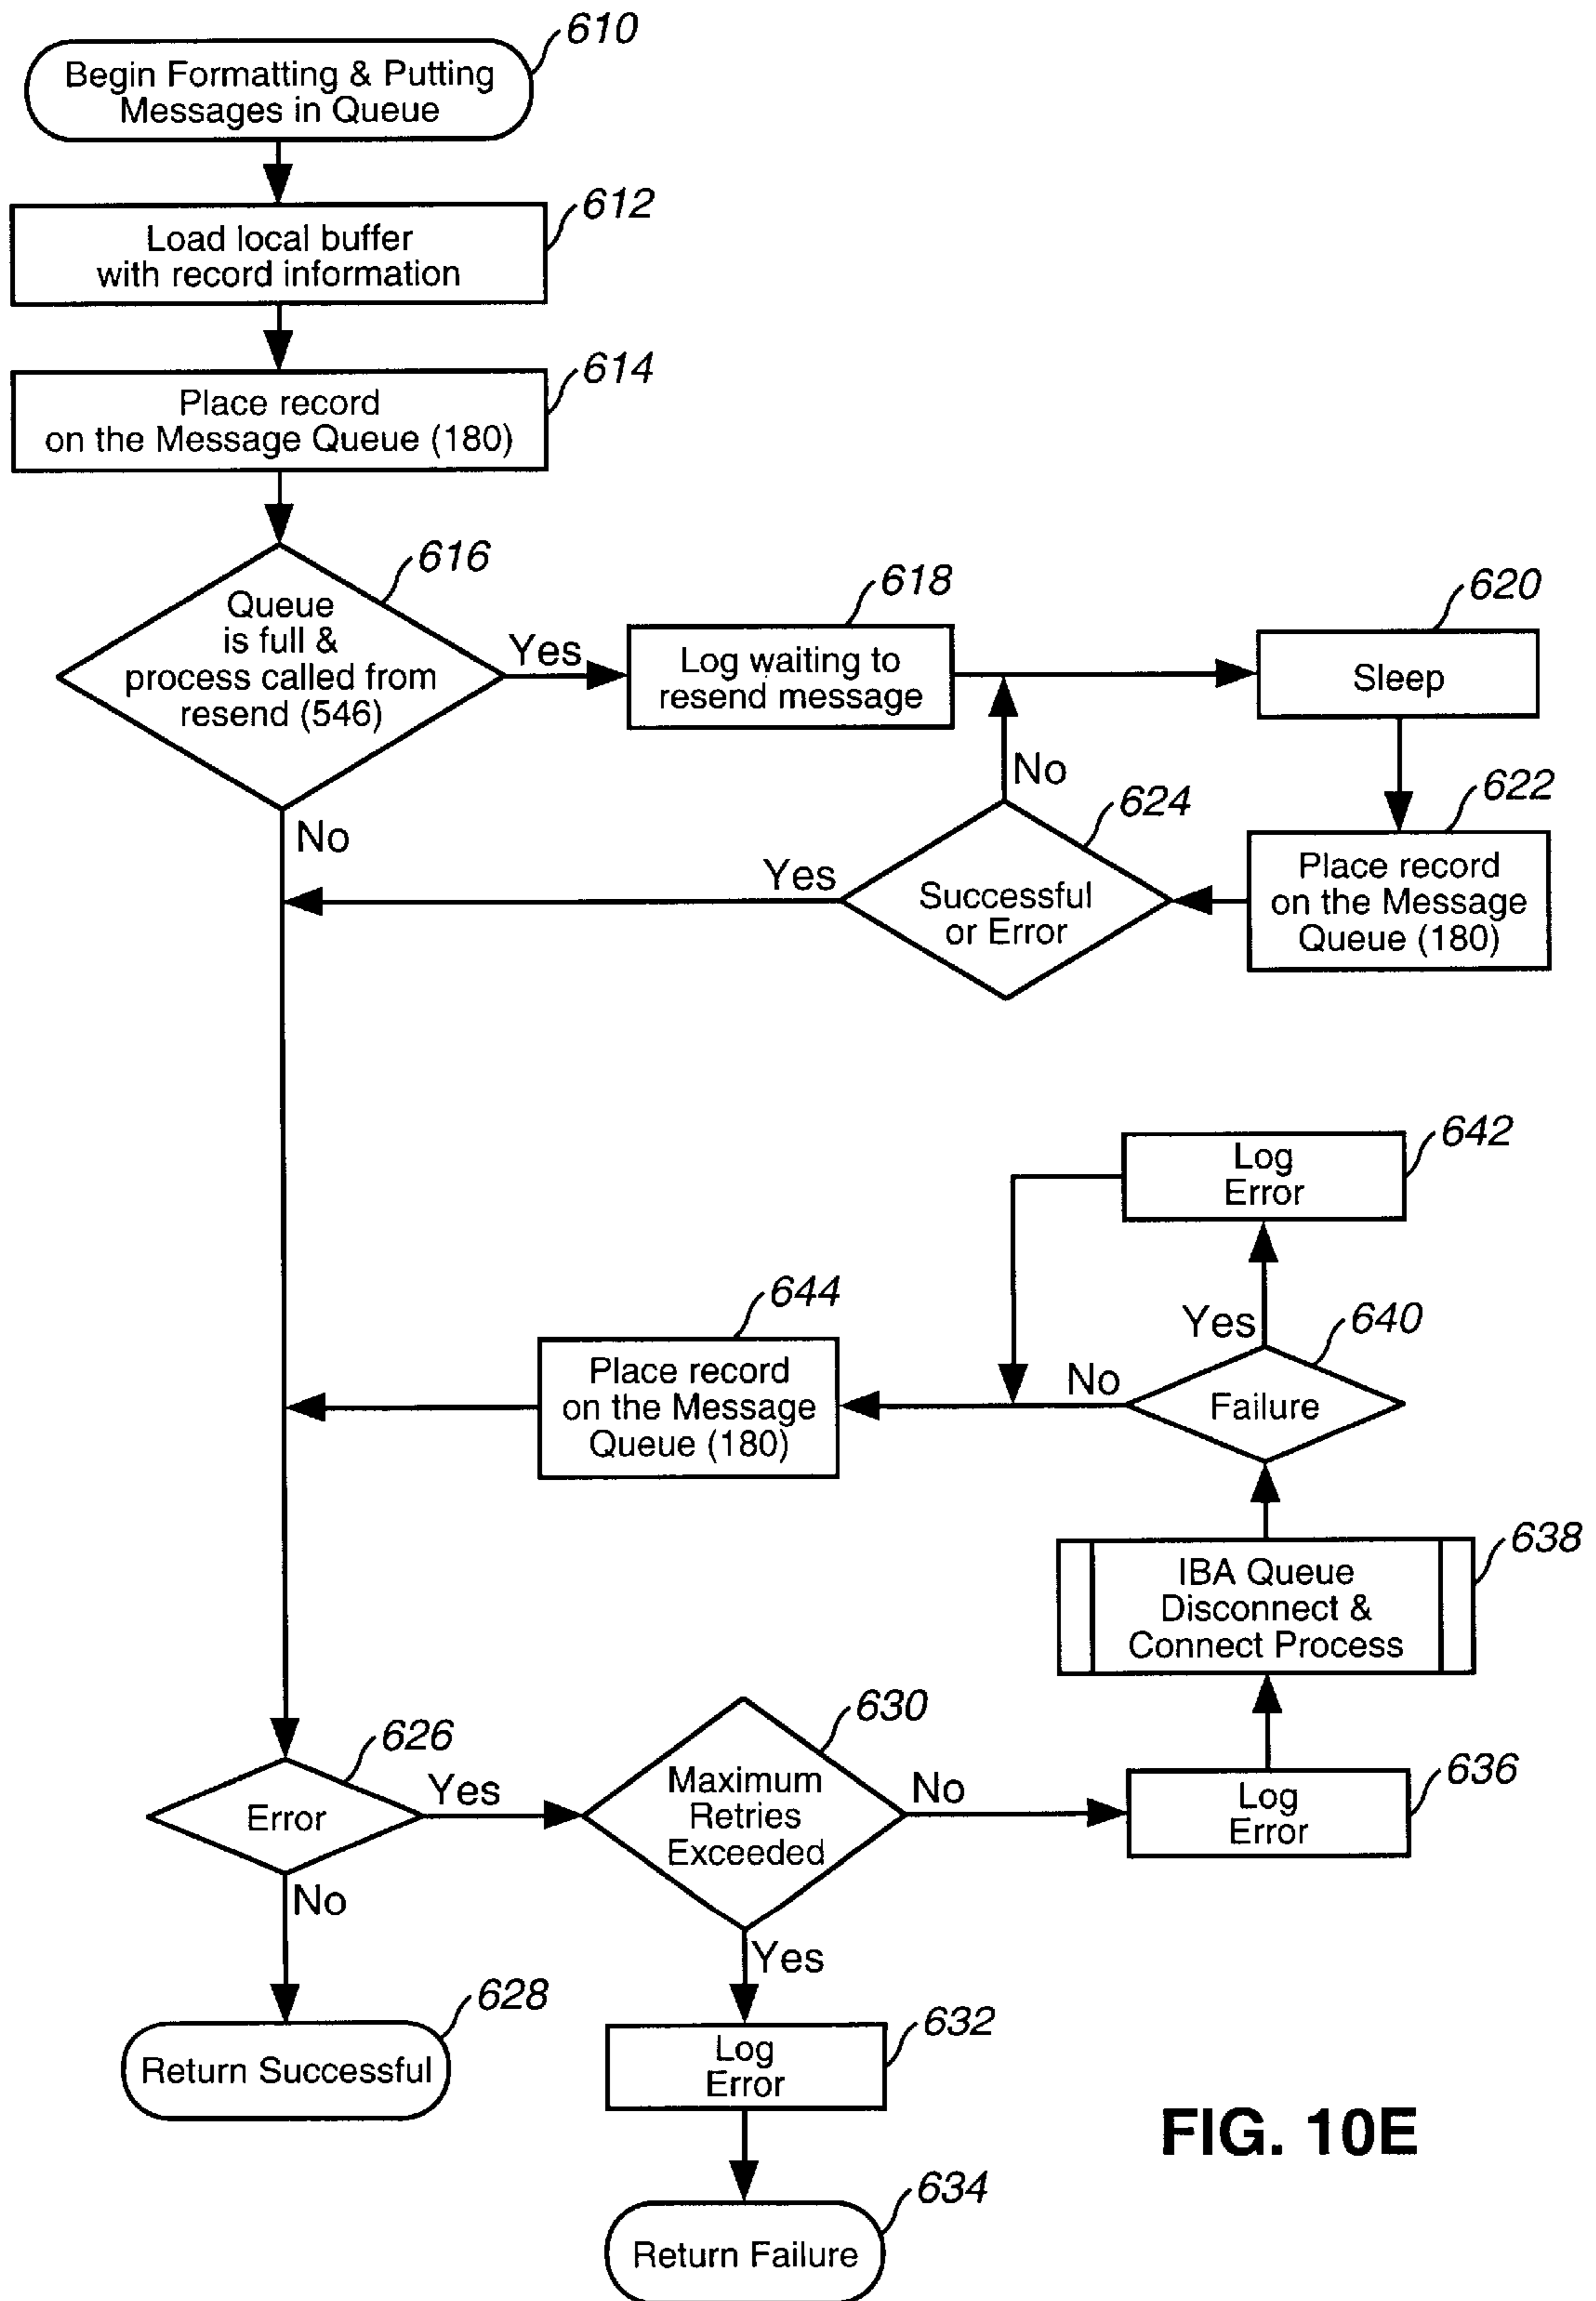 610
Begin Formatting & Putting
Messages in Queue
612
Load local buffer
with record information
614
Place record
on the Message Queue (180)
616
Queue
is full &
process called from
resend (546)
Yes
618
Log waiting to
resend message
620
Sleep
622
Place record
on the Message
Queue (180)
624
Successful
or Error
No
Yes
No
642
Log
Error
640
Failure
Yes
No
644
Place record
on the Message
Queue (180)
638
IBA Queue
Disconnect &
Connect Process
636
Log
Error
630
Maximum
Retries
Exceeded
No
626
Error
Yes
No
628
Return Successful
Yes
632
Log
Error
634
Return Failure
FIG. 10E